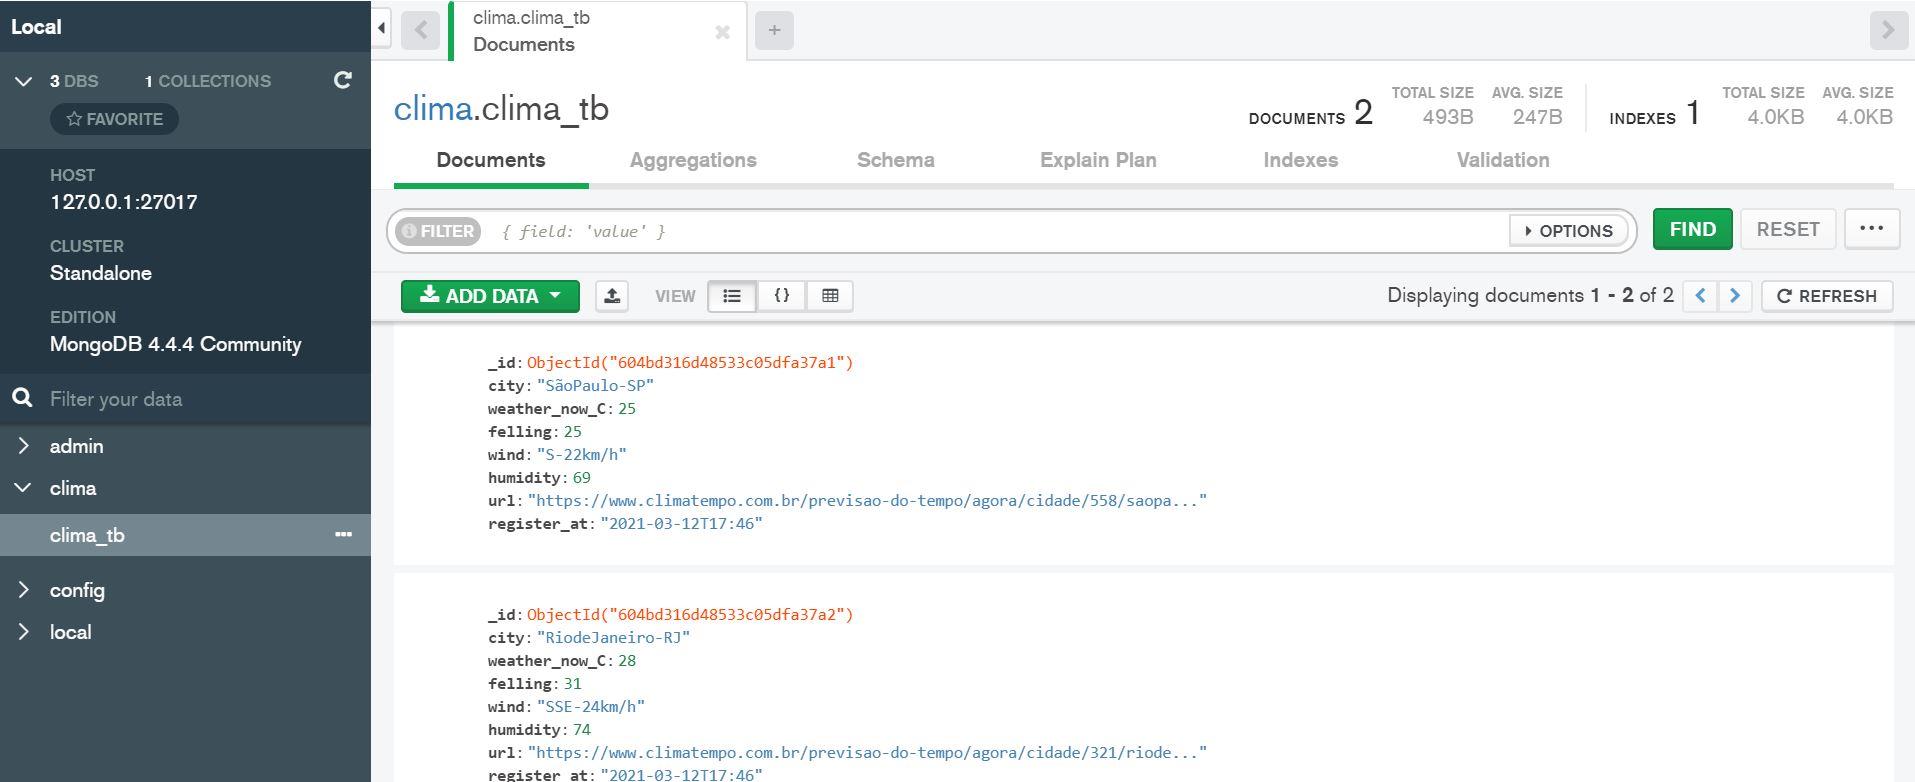 Local
3 DBS 1 COLLECTIONS
FAVORITE
HOST
127.0.0.1:27017
CLUSTER
Standalone
EDITION
MongoDB 4.4.4 Community
Filter your data
admin
clima
clima_tb
config
local
clima.clima_tb
Documents
clima.clima_tb
DOCUMENTS 2
TOTAL SIZE AVG. SIZE
493B 247B
INDEXES 1
TOTAL SIZE AVG. SIZE
4.0KB 4.0KB
Documents Aggregations Schema Explain Plan Indexes Validation
FILTER { field: 'value' } OPTIONS FIND RESET
ADD DATA VIEW {} Displaying documents 1 - 2 of 2 REFRESH
_id: ObjectId("604bd316d48533c05dfa37a1")
city: "SãoPaulo-SP"
weather_now_C: 25
felling: 25
wind: "S-22km/h"
humidity: 69
url: "https://www.climatempo.com.br/previsao-do-tempo/agora/cidade/558/saopa..."
register_at: "2021-03-12T17:46"
_id: ObjectId("604bd316d48533c05dfa37a2")
city: "RiodeJaneiro-RJ"
weather_now_C: 28
felling: 31
wind: "SSE-24km/h"
humidity: 74
url: "https://www.climatempo.com.br/previsao-do-tempo/agora/cidade/321/riode..."
register_at: "2021-03-12T17:46"